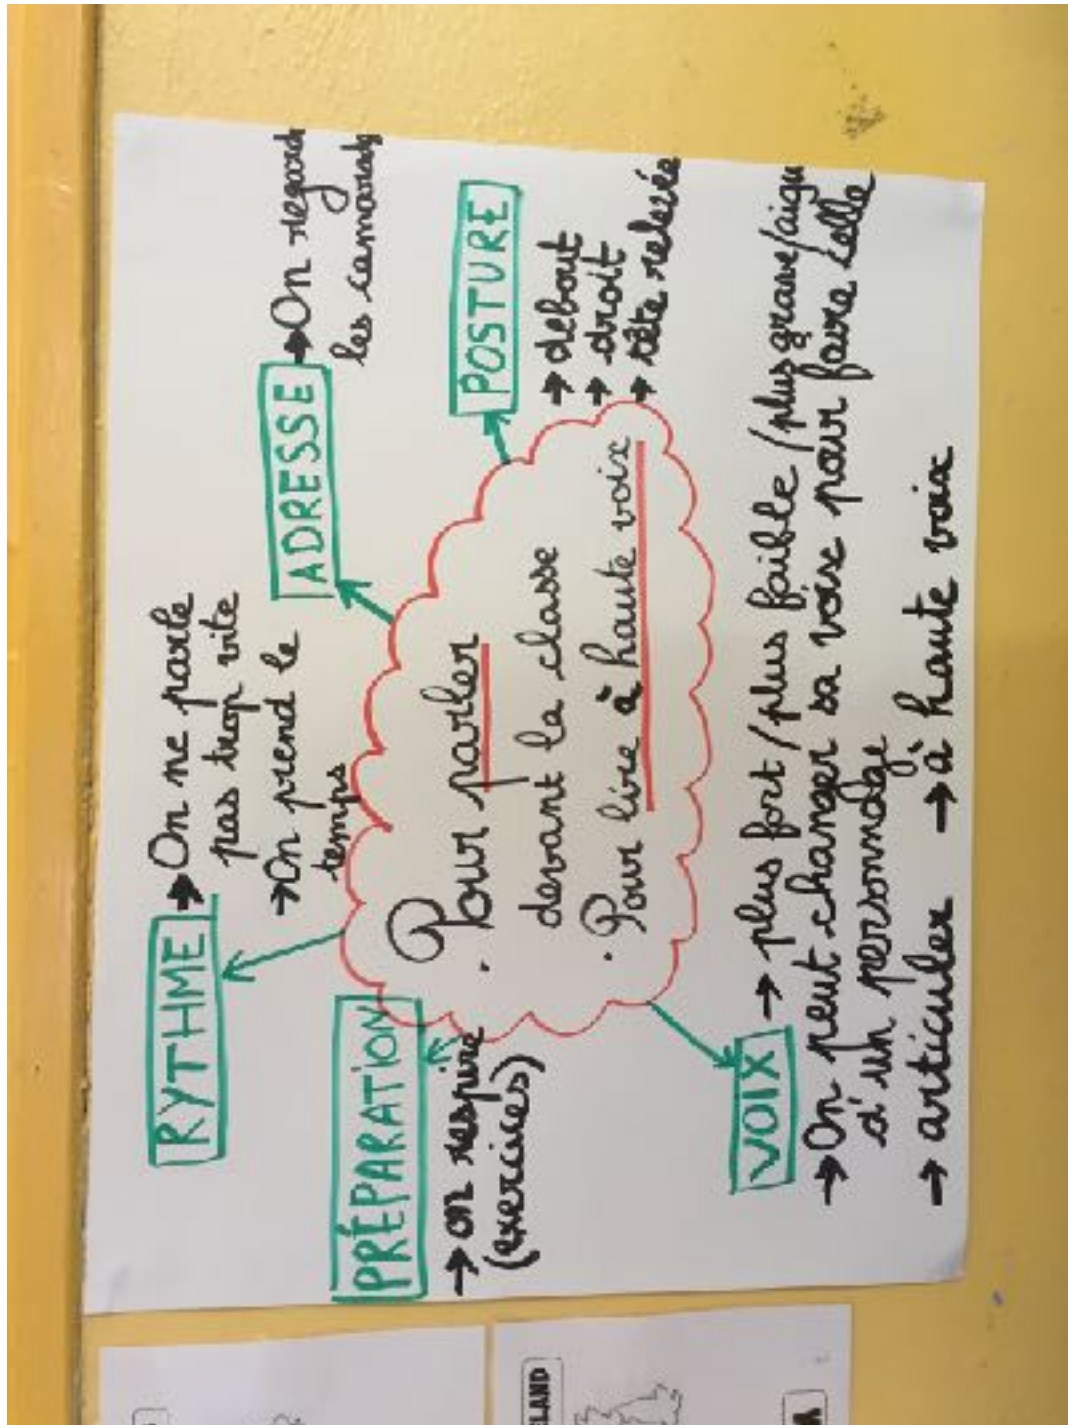 RYTHME
→ On ne parle
pas trop vite
→ On prend le
temps
ADRESSE
→ On regarde
les camarades
PRÉPARATION
→ on respire
(exercices)
. Pour parler
devant la classe
. Pour lire à haute voix
POSTURE
→ debout
→ droit
→ tête relevée
VOIX
→ plus fort/plus faible/plus grave/aigu
→ On peut changer sa voix pour faire celle
d'un personnage
→ articuler → à haute voix
ELAND